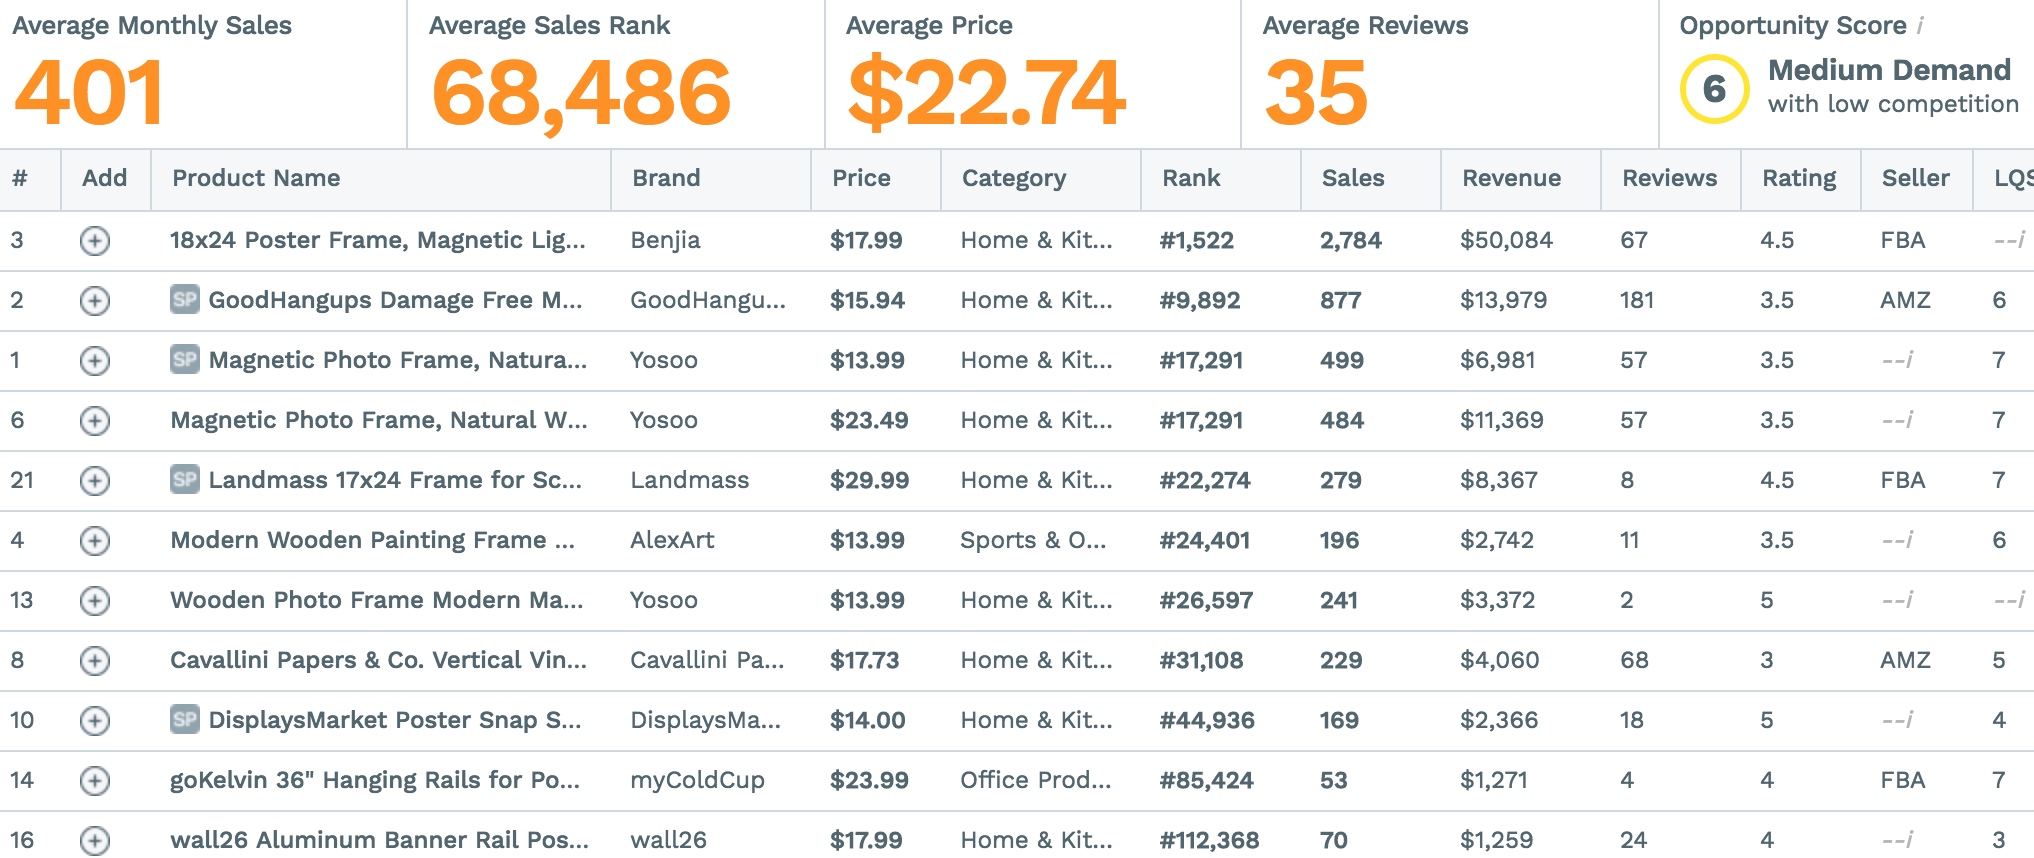 Average Monthly Sales Average Sales Rank Average Price Average Reviews Opportunity Score i
401 68,486 $22.74 35 6 Medium Demand
with low competition
# Add Product Name Brand Price Category Rank Sales Revenue Reviews Rating Seller LQS
3 18x24 Poster Frame, Magnetic Lig... Benjia $17.99 Home & Kit... #1,522 2,784 $50,084 67 4.5 FBA --i
2 SP GoodHangups Damage Free M... GoodHangu... $15.94 Home & Kit... #9,892 877 $13,979 181 3.5 AMZ 6
1 SP Magnetic Photo Frame, Natura... Yosoo $13.99 Home & Kit... #17,291 499 $6,981 57 3.5 --i 7
6 Magnetic Photo Frame, Natural W... Yosoo $23.49 Home & Kit... #17,291 484 $11,369 57 3.5 --i 7
21 SP Landmass 17x24 Frame for Sc... Landmass $29.99 Home & Kit... #22,274 279 $8,367 8 4.5 FBA 7
4 Modern Wooden Painting Frame ... AlexArt $13.99 Sports & O... #24,401 196 $2,742 11 3.5 --i 6
13 Wooden Photo Frame Modern Ma... Yosoo $13.99 Home & Kit... #26,597 241 $3,372 2 5 --i --i
8 Cavallini Papers & Co. Vertical Vin... Cavallini Pa... $17.73 Home & Kit... #31,108 229 $4,060 68 3 AMZ 5
10 SP DisplaysMarket Poster Snap S... DisplaysMa... $14.00 Home & Kit... #44,936 169 $2,366 18 5 --i 4
14 goKelvin 36" Hanging Rails for Po... myColdCup $23.99 Office Prod... #85,424 53 $1,271 4 4 FBA 7
16 wall26 Aluminum Banner Rail Pos... wall26 $17.99 Home & Kit... #112,368 70 $1,259 24 4 --i 3